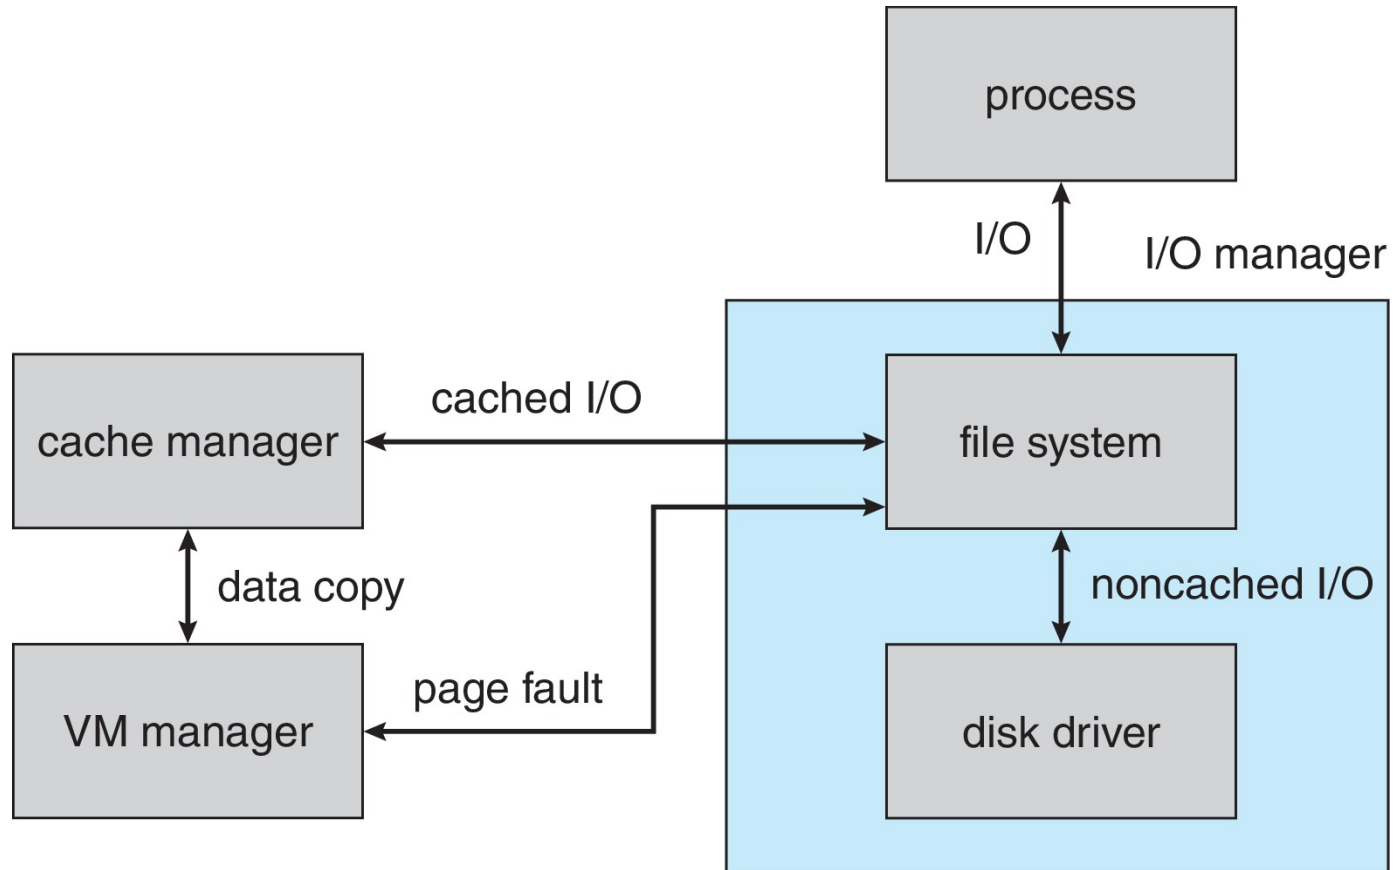 process
I/O
I/O manager
cached I/O
cache manager
file system
data copy
noncached I/O
page fault
VM manager
disk driver